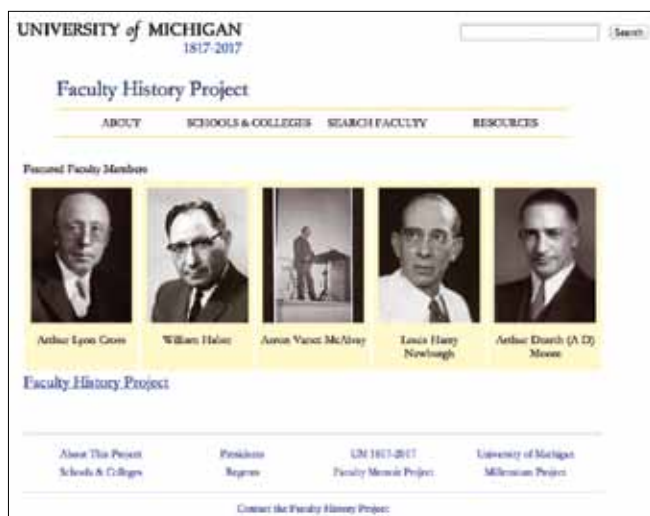 UNIVERSITY of MICHIGAN
1817-2017
Search
Faculty History Project
ABOUT SCHOOLS & COLLEGES SEARCH FACULTY RESOURCES
Featured Faculty Members
Arthur Lyon Cross William Haber Aaron Vance McAlvay Louis Harry Newburgh Arthur (A D) Moore
Faculty History Project
About This Project Presidents UM 1817-2017 University of Michigan
Schools & Colleges Regents Faculty Memoir Project Millennium Project
Contact the Faculty History Project